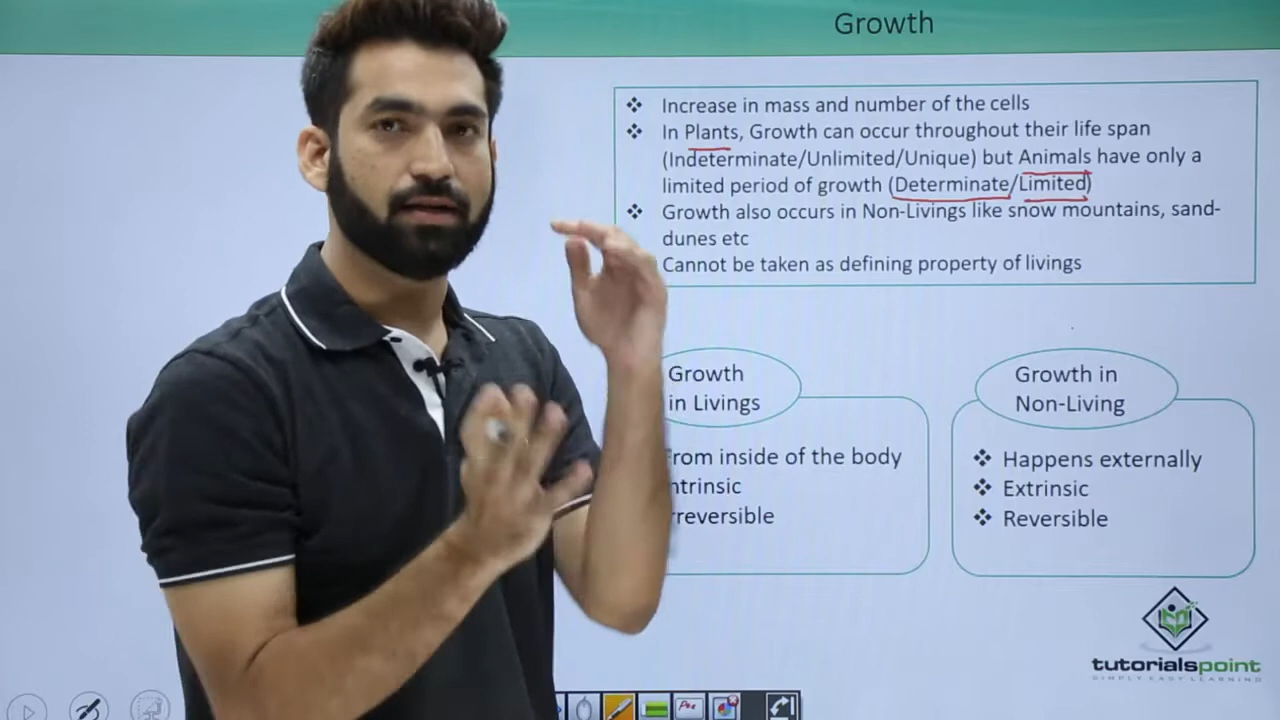 Growth
Increase in mass and number of the cells
In Plants, Growth can occur throughout their life span
(Indeterminate/Unlimited/Unique) but Animals have only a
limited period of growth (Determinate/Limited)
Growth also occurs in Non-Livings like snow mountains, sand-
dunes etc
Cannot be taken as defining property of livings
Growth
in Livings
From inside of the body
ntrinsic
rreversible
Growth in
Non-Living
Happens externally
Extrinsic
Reversible
tutorialspoint
SIMPLY EASY LEARNING